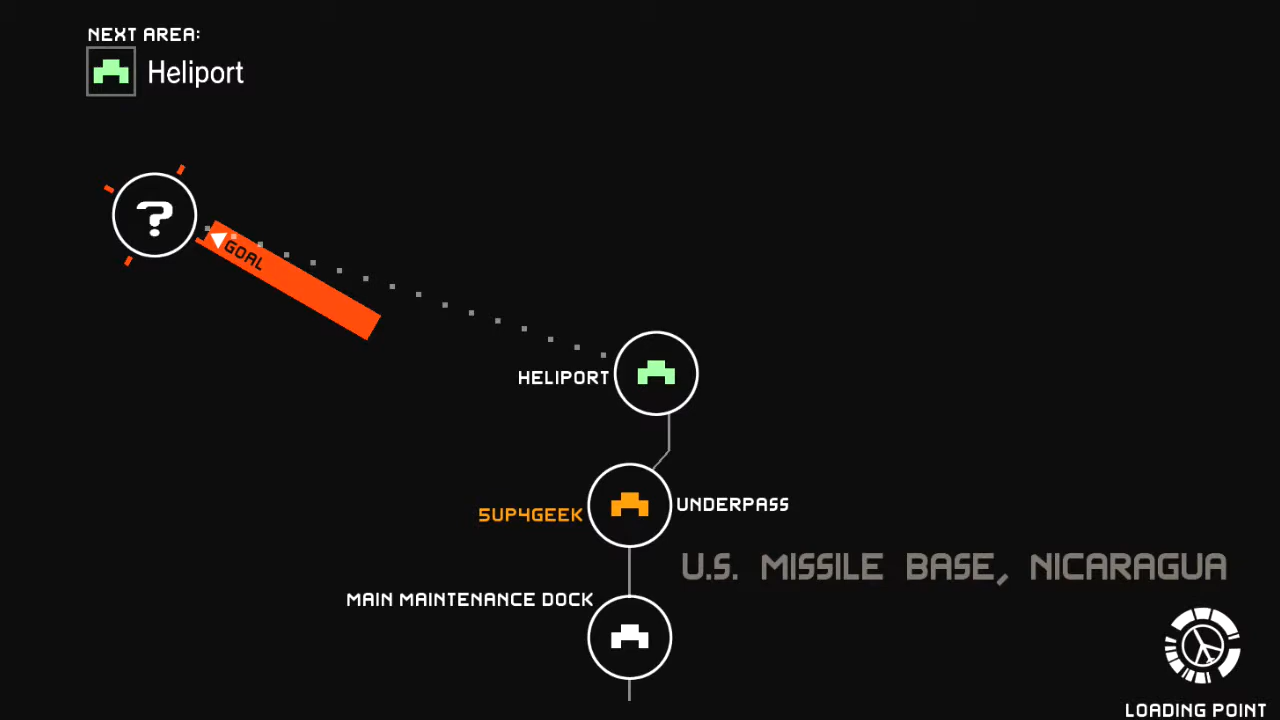 NEXT AREA:
Heliport
?
GOAL
HELIPORT
5UP4GEEK
UNDERPASS
U.S. MISSILE BASE, NICARAGUA
MAIN MAINTENANCE DOCK
LOADING POINT